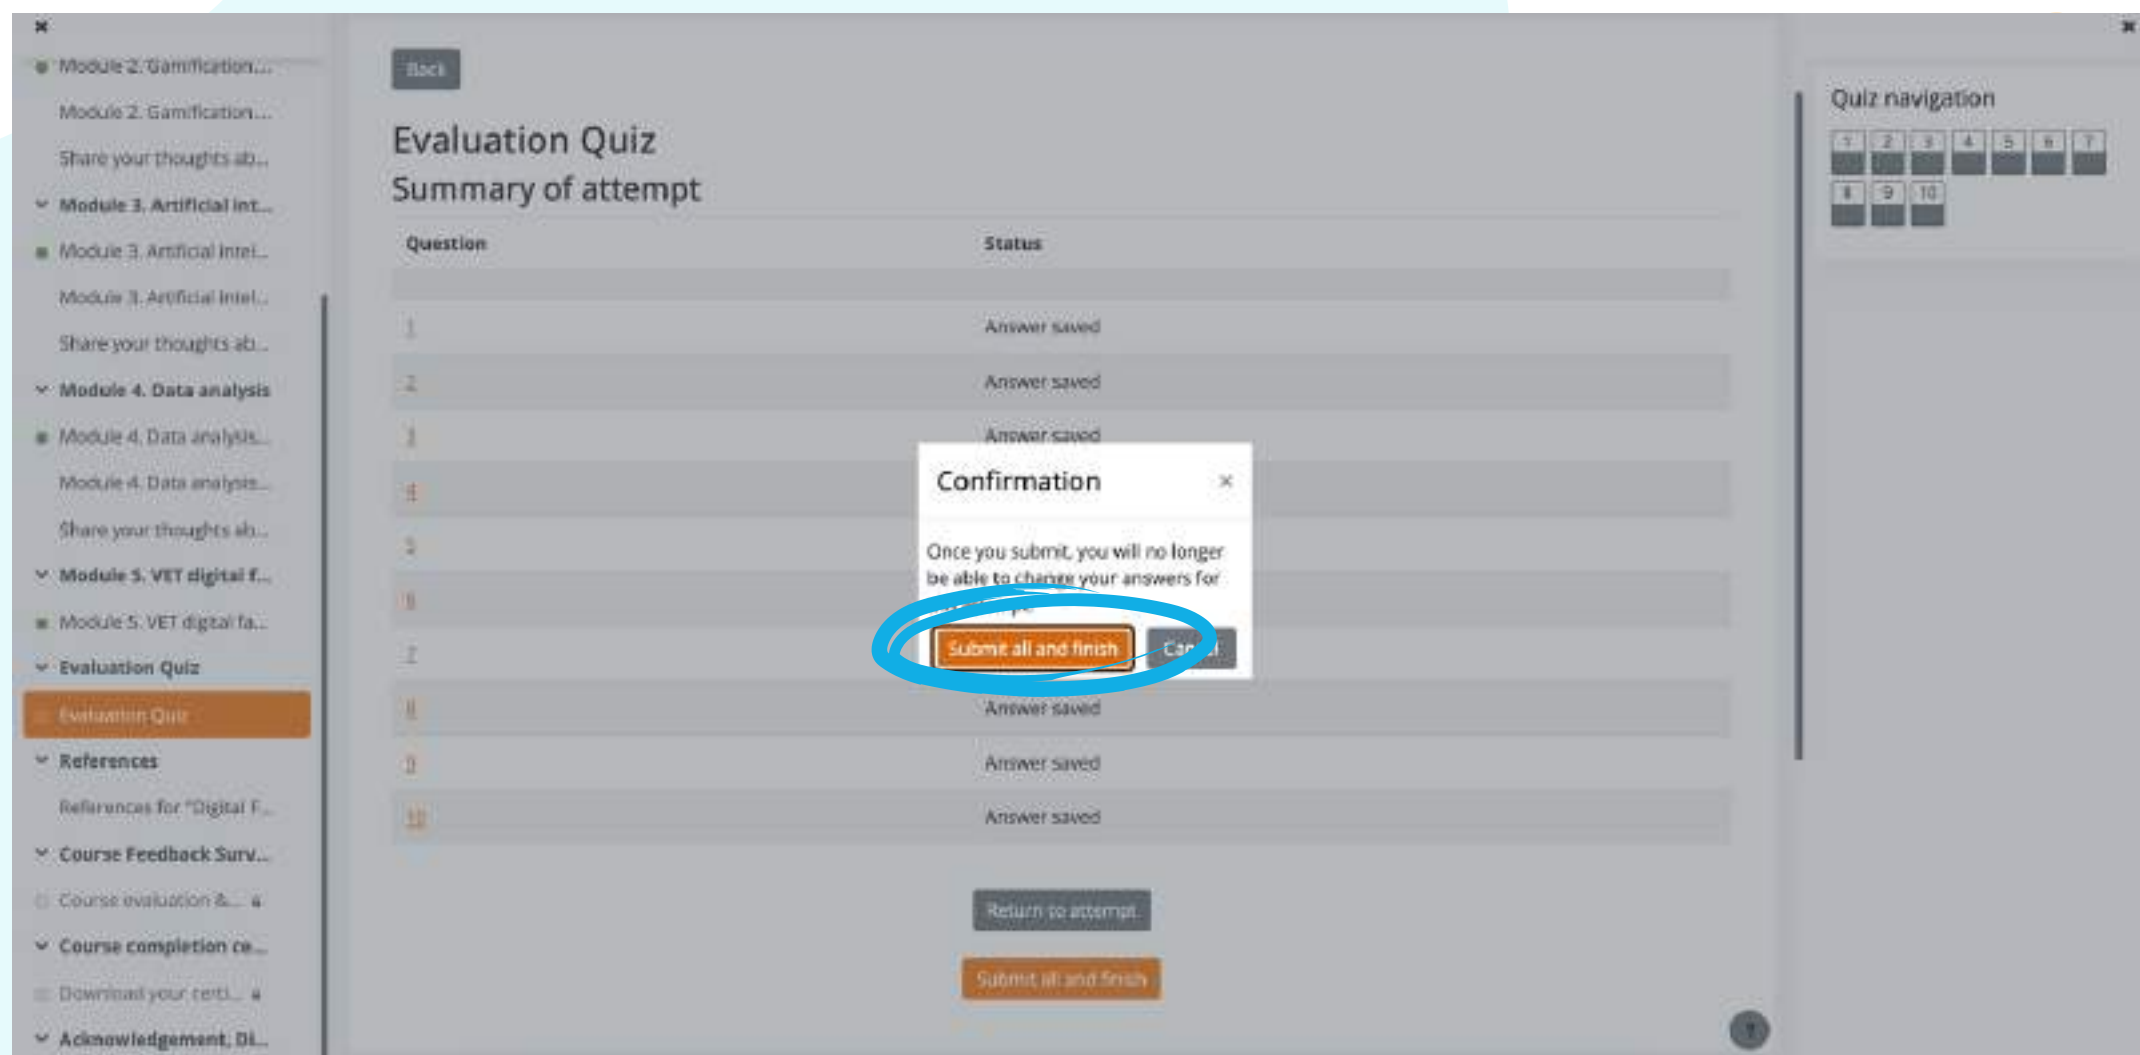 Module 2. Gamification....
Module 2. Gamification....
Share your thoughts ab...
Module 3. Artificial int...
Module 3. Artificial intel...
Module 3. Artificial intel...
Share your thoughts ab...
Module 4. Data analysis
Module 4. Data analysis...
Module 4. Data analysis...
Share your thoughts ab...
Module 5. VET digital f...
Module 5. VET digital fa...
Evaluation Quiz
Evaluation Quiz
References
References for "Digital F...
Course Feedback Surv...
Course evaluation &...
Course completion ce...
Download your certi...
Acknowledgement, Di...
Back
Evaluation Quiz
Summary of attempt
Question Status
1 Answer saved
2 Answer saved
3 Answer saved
4
5
6
7
8 Answer saved
9 Answer saved
10 Answer saved
Return to attempt
Submit all and finish
Confirmation ×
Once you submit, you will no longer
be able to change your answers for
Submit all and finish
Cancel
Quiz navigation
1 2 3 4 5 6 7
8 9 10
?